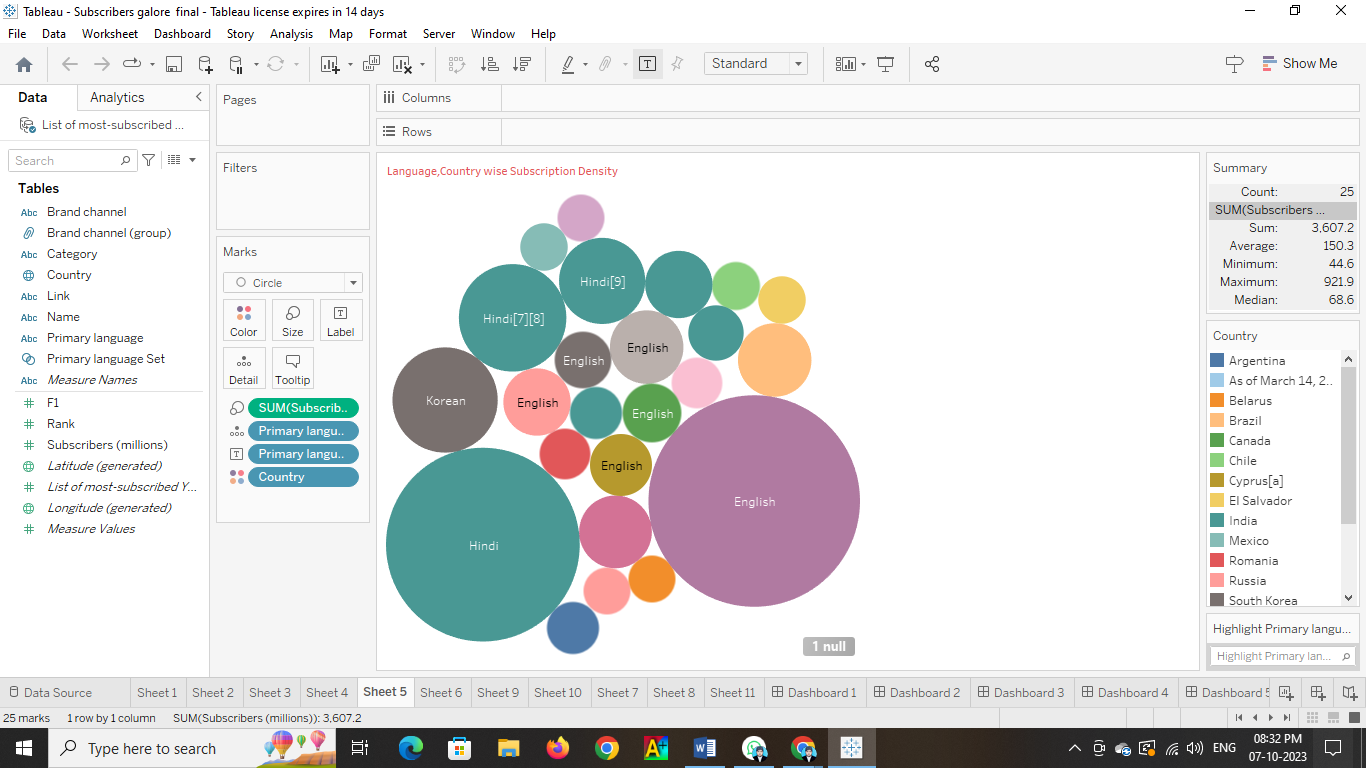 Tableau - Subscribers galore final - Tableau license expires in 14 days
File Data Worksheet Dashboard Story Analysis Map Format Server Window Help
Standard
Show Me
Data Analytics
List of most-subscribed ...
Search
Tables
Abc Brand channel
Brand channel (group)
Abc Category
Country
Abc Link
Abc Name
Abc Primary language
Primary language Set
Abc Measure Names
# F1
# Rank
# Subscribers (millions)
Latitude (generated)
# List of most-subscribed Y...
Longitude (generated)
# Measure Values
Pages
Filters
Marks
Circle
Color Size Label
Detail Tooltip
SUM(Subscrib..
Primary langu..
Primary langu..
Country
Columns
Rows
Language,Country wise Subscription Density
Hindi[9]
Hindi[7][8]
English
English
Korean
English
English
English
English
Hindi
1 null
Summary
Count: 25
SUM(Subscribers ...
Sum: 3,607.2
Average: 150.3
Minimum: 44.6
Maximum: 921.9
Median: 68.6
Country
Argentina
As of March 14, 2..
Belarus
Brazil
Canada
Chile
Cyprus[a]
El Salvador
India
Mexico
Romania
Russia
South Korea
Highlight Primary langu...
Highlight Primary lan...
Data Source Sheet 1 Sheet 2 Sheet 3 Sheet 4 Sheet 5 Sheet 6 Sheet 9 Sheet 10 Sheet 7 Sheet 8 Sheet 11 Dashboard 1 Dashboard 2 Dashboard 3 Dashboard 4 Dashboard 5
25 marks 1 row by 1 column SUM(Subscribers (millions)): 3,607.2
Type here to search
ENG
08:32 PM
07-10-2023